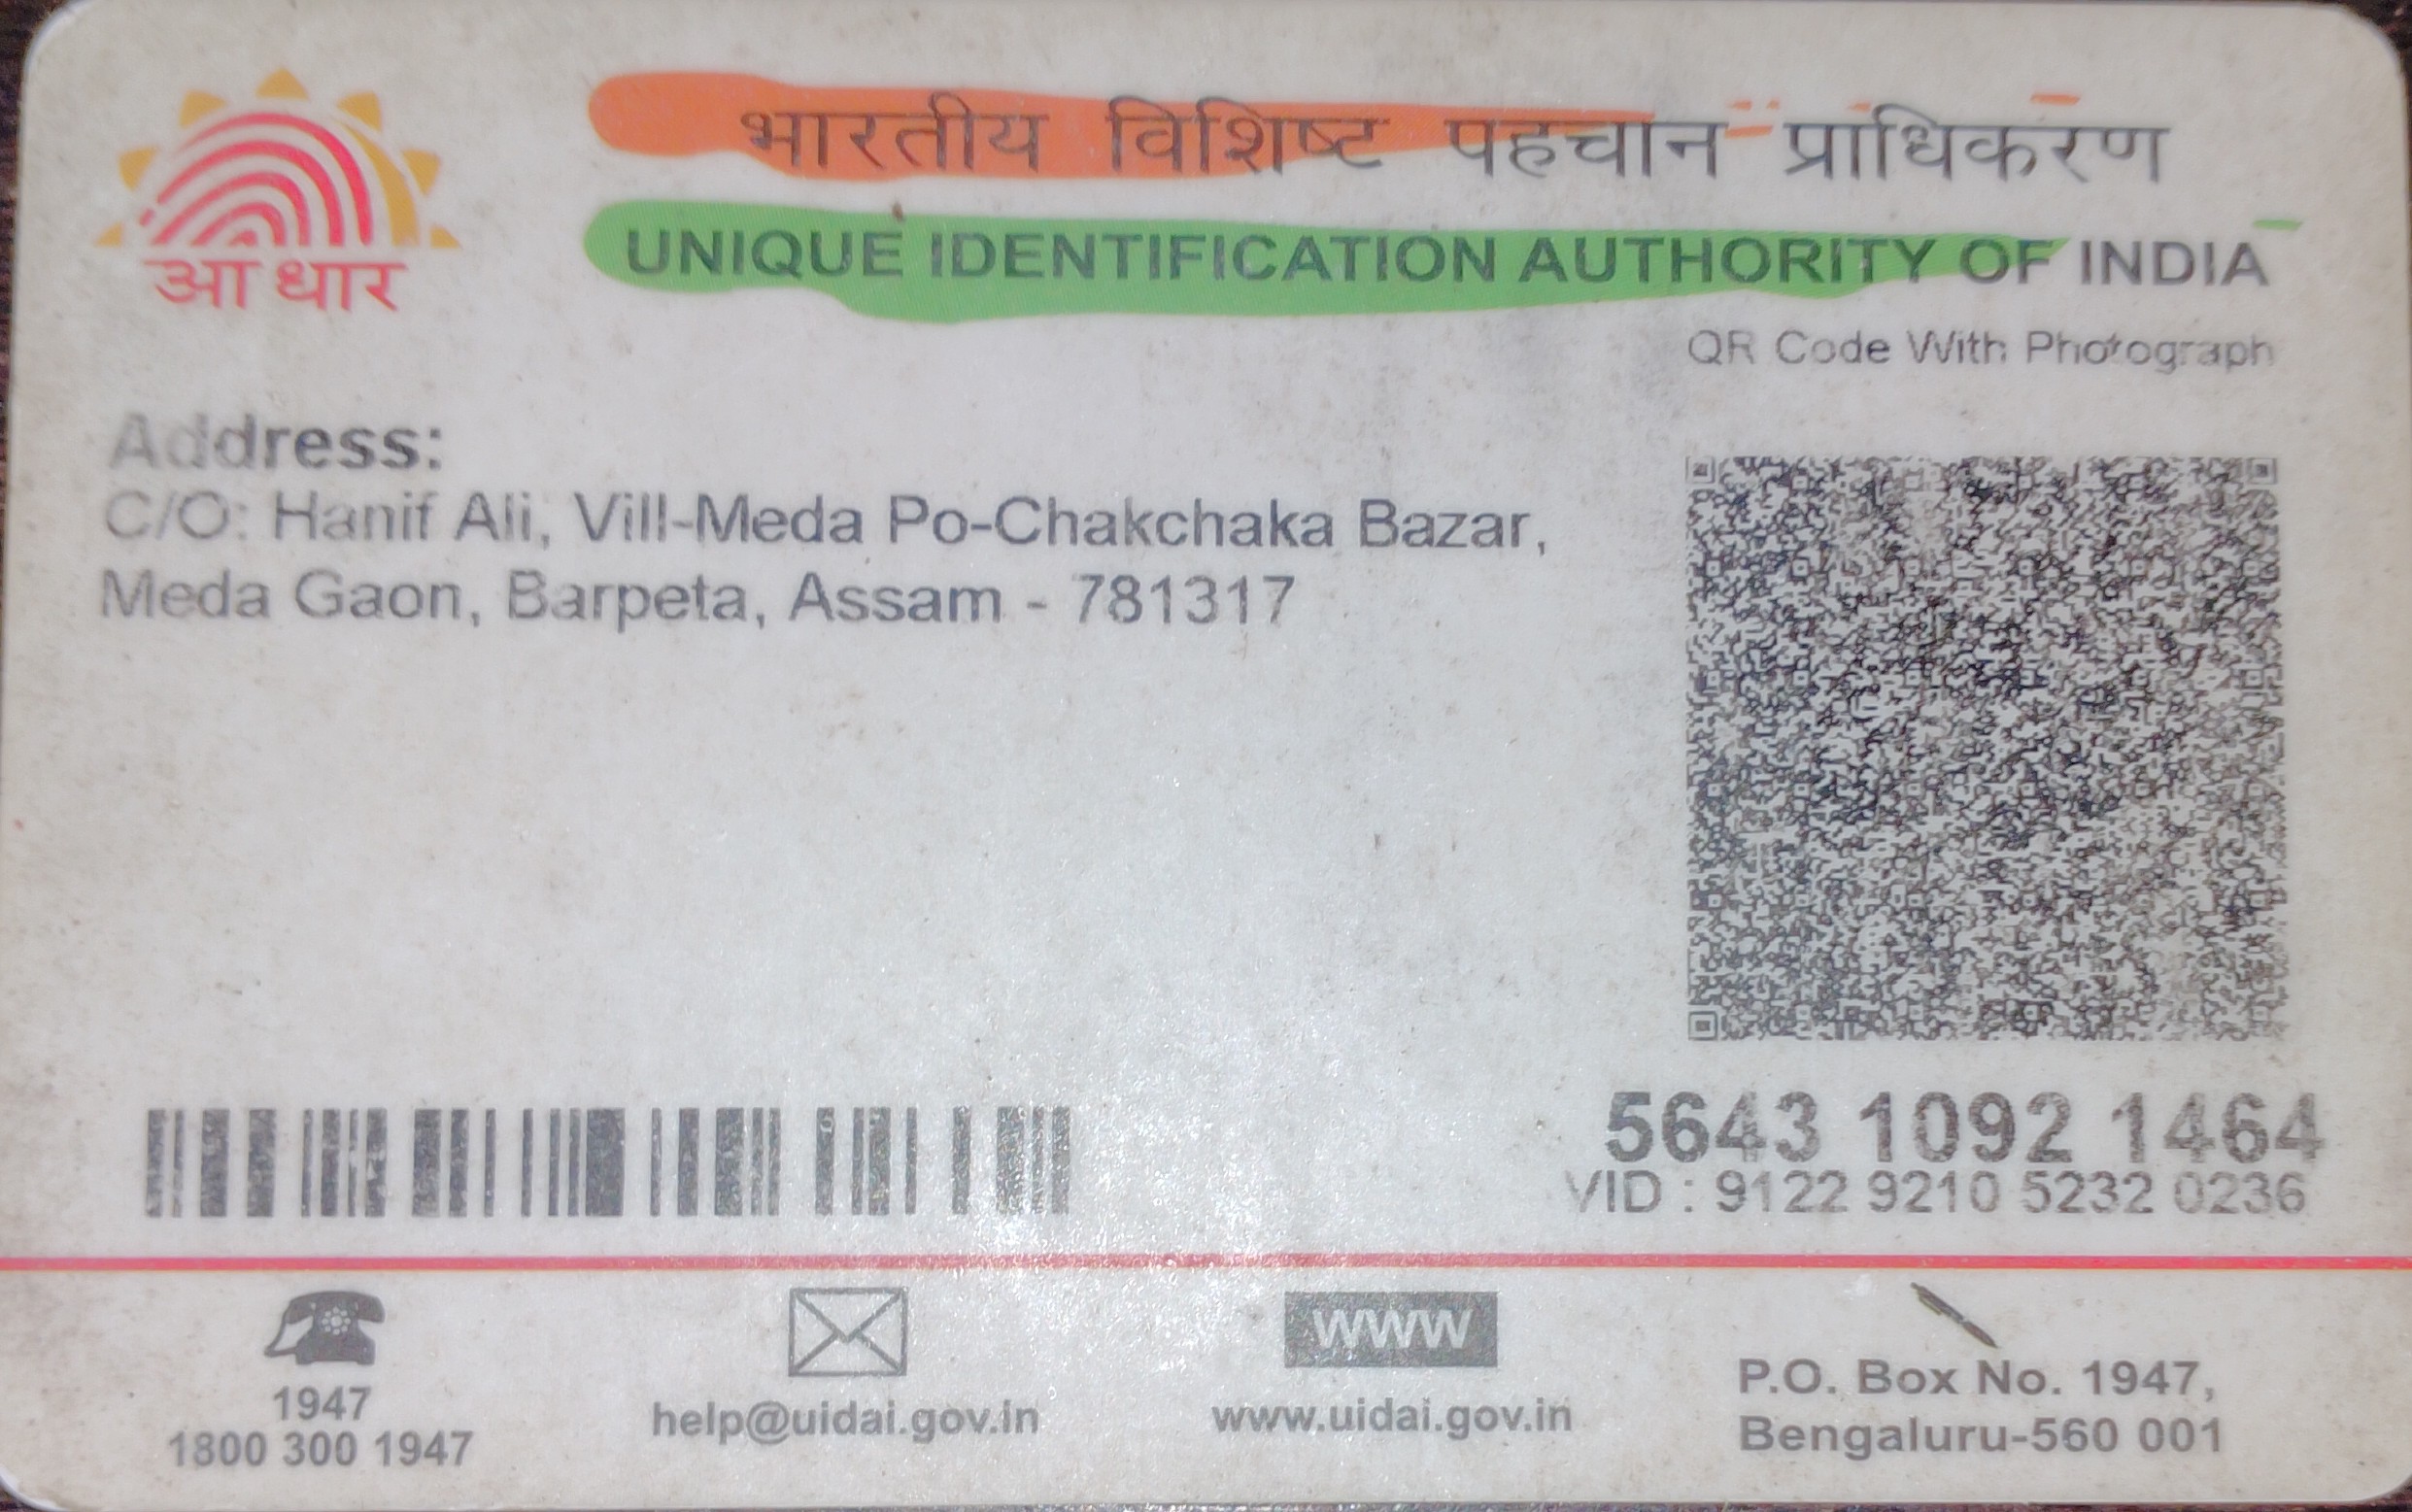 भारतीय विशिष्ट पहचान प्राधिकरण
आधार
UNIQUE IDENTIFICATION AUTHORITY OF INDIA
QR Code With Photograph
Address:
C/O: Hanif Ali, Vill-Meda Po-Chakchaka Bazar,
Meda Gaon, Barpeta, Assam - 781317
5643 1092 1464
VID : 9122 9210 5232 0236
1947
1800 300 1947
help@uidai.gov.in
www
www.uidai.gov.in
P.O. Box No. 1947,
Bengaluru-560 001